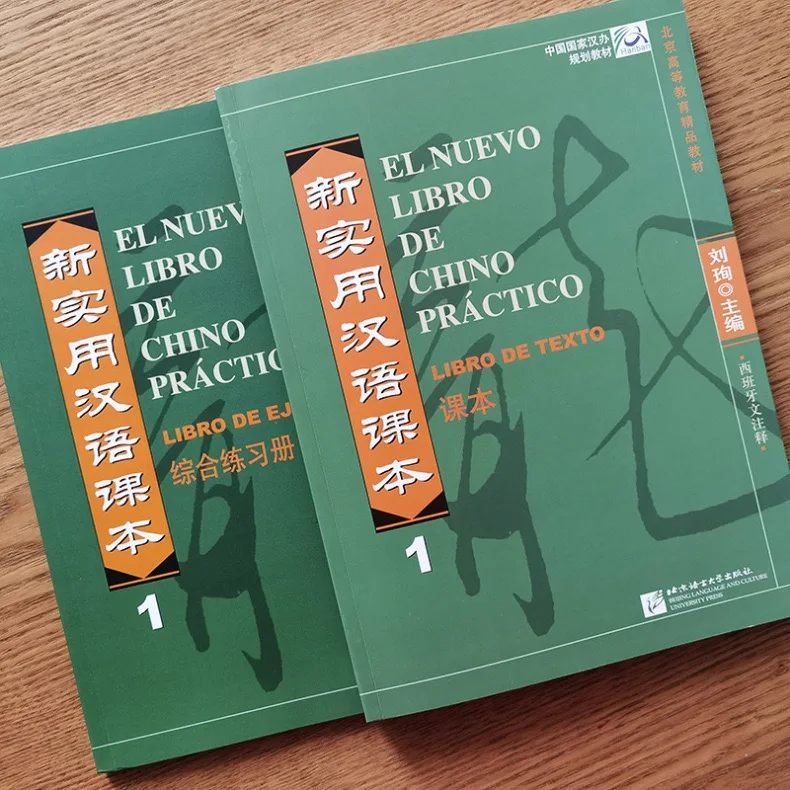 新实用汉语课本
EL NUEVO
LIBRO
DE
CHINO
LIBRO DE
综合练习册
1
中国国家汉办
规划教材
Hanban
北京高等教育精品教材
新实用汉语课本
EL NUEVO
LIBRO
DE
CHINO
PRÁCTICO
LIBRO DE TEXTO
课本
1
刘珣◎主编
·西班牙文注释·
北京语言大学出版社
BEIJING LANGUAGE AND CULTURE
UNIVERSITY PRESS